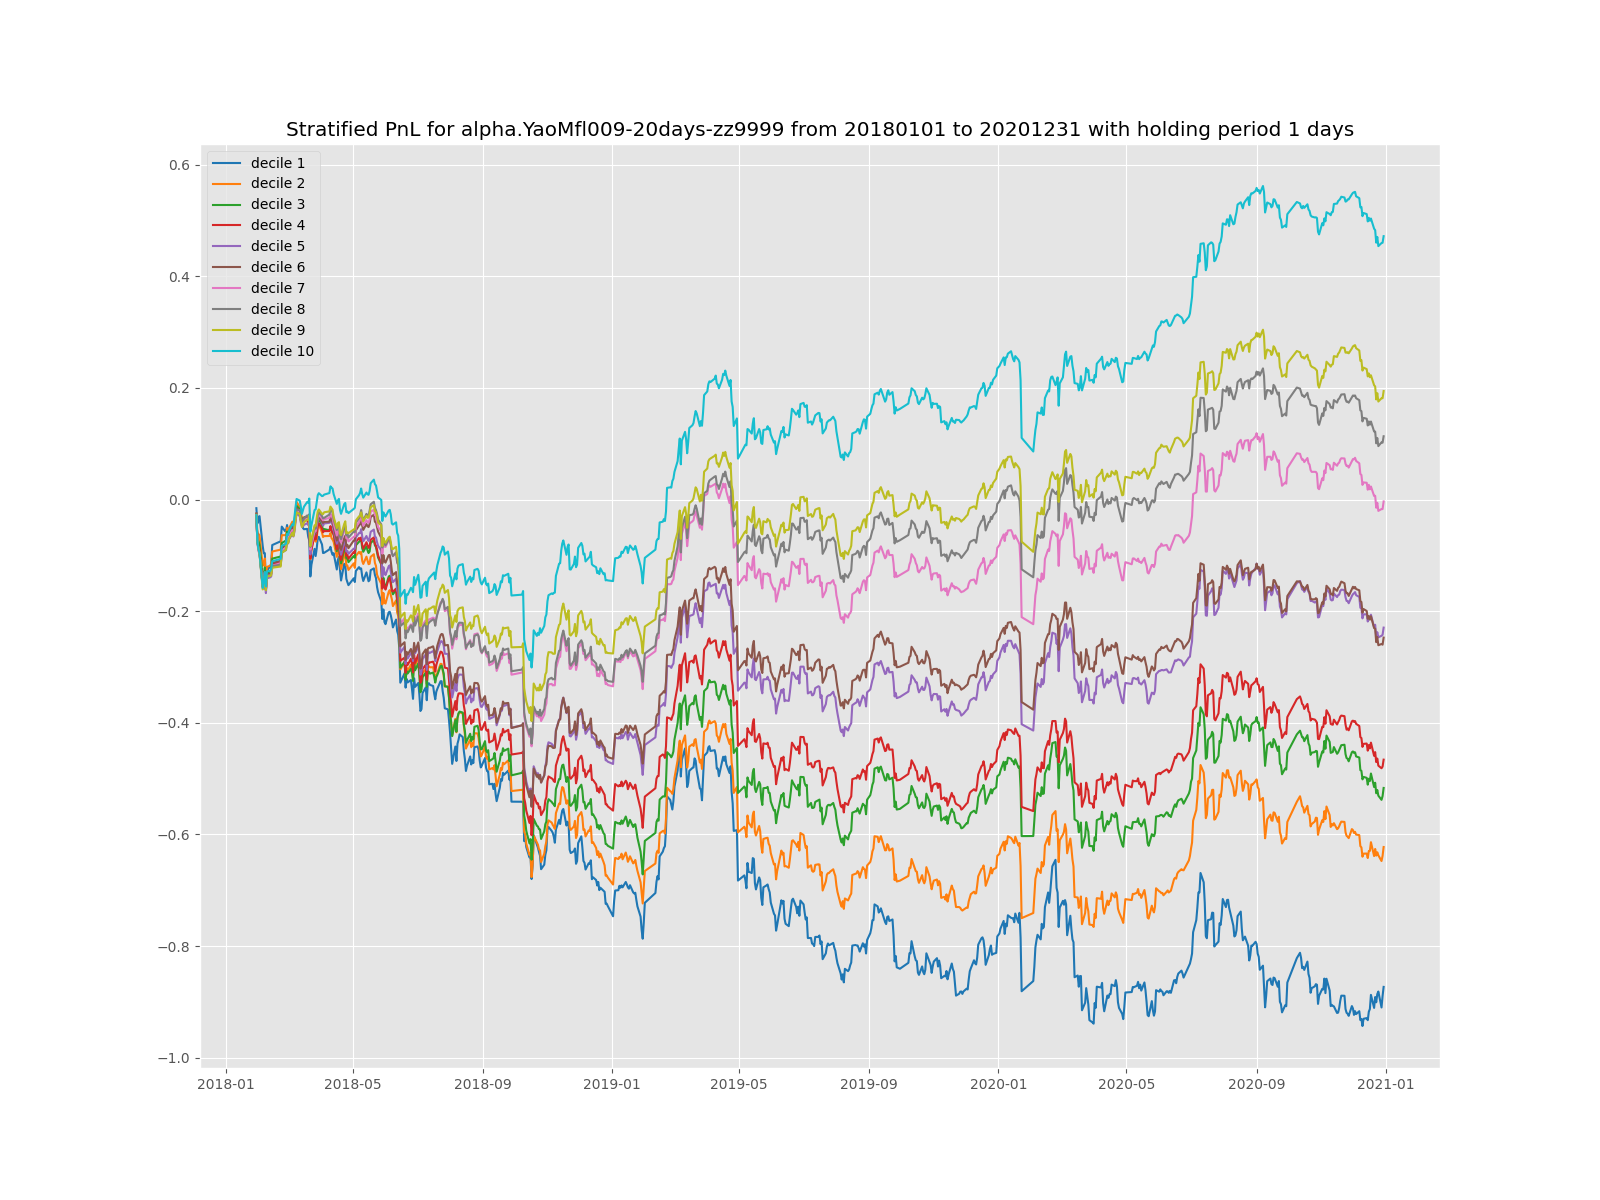 Stratified PnL for alpha.YaoMfl009-20days-zz9999 from 20180101 to 20201231 with holding period 1 days
decile 1
decile 2
decile 3
decile 4
decile 5
decile 6
decile 7
decile 8
decile 9
decile 10
0.6
0.4
0.2
0.0
−0.2
−0.4
−0.6
−0.8
−1.0
2018-01 2018-05 2018-09 2019-01 2019-05 2019-09 2020-01 2020-05 2020-09 2021-01